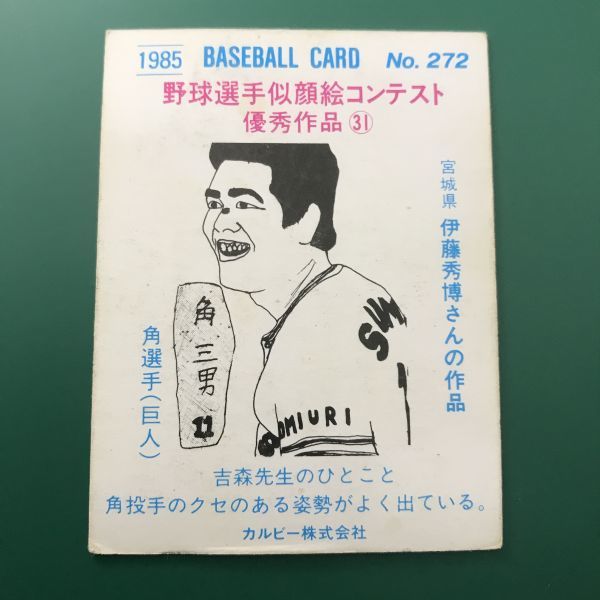 1985 BASEBALL CARD No. 272
野球選手似顔絵コンテスト
優秀作品㉛
宮城県 伊藤秀博さんの作品
角三男
11
OMIURI
角選手(巨人)
吉森先生のひとこと
角投手のクセのある姿勢がよく出ている。
カルビー株式会社